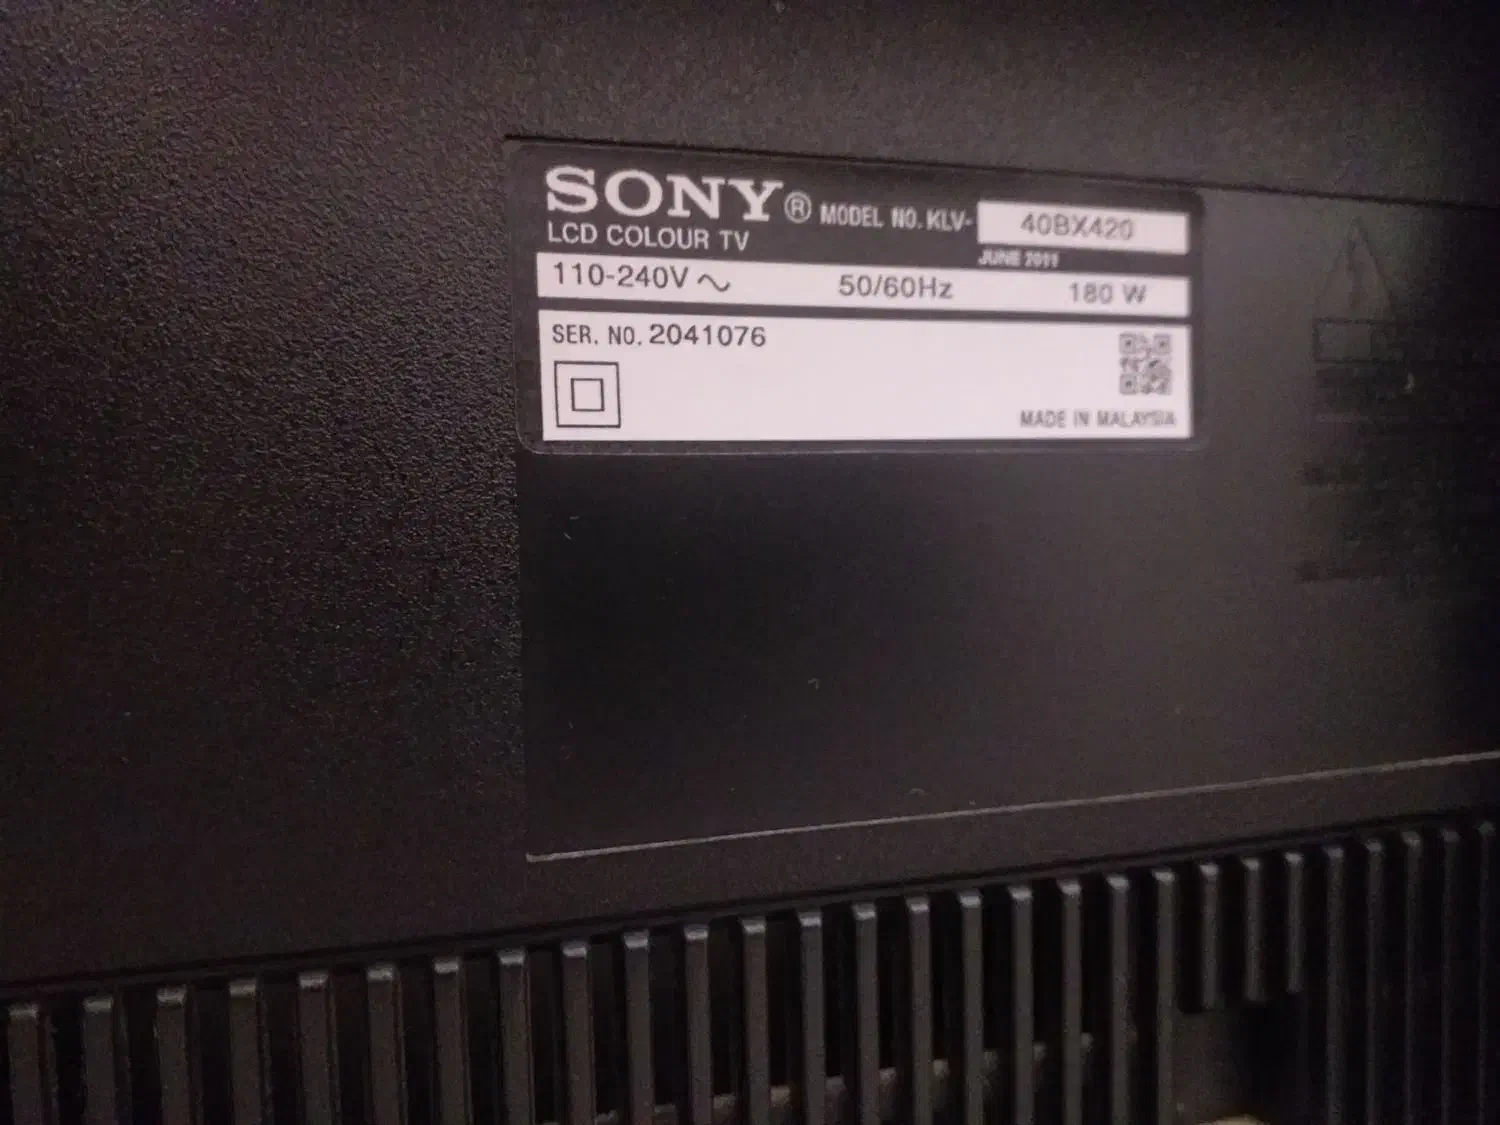 SONY® MODEL NO. KLV- 40BX420
LCD COLOUR TV JUNE 2011
110-240V ~ 50/60Hz 180 W
SER. NO. 2041076
MADE IN MALAYSIA